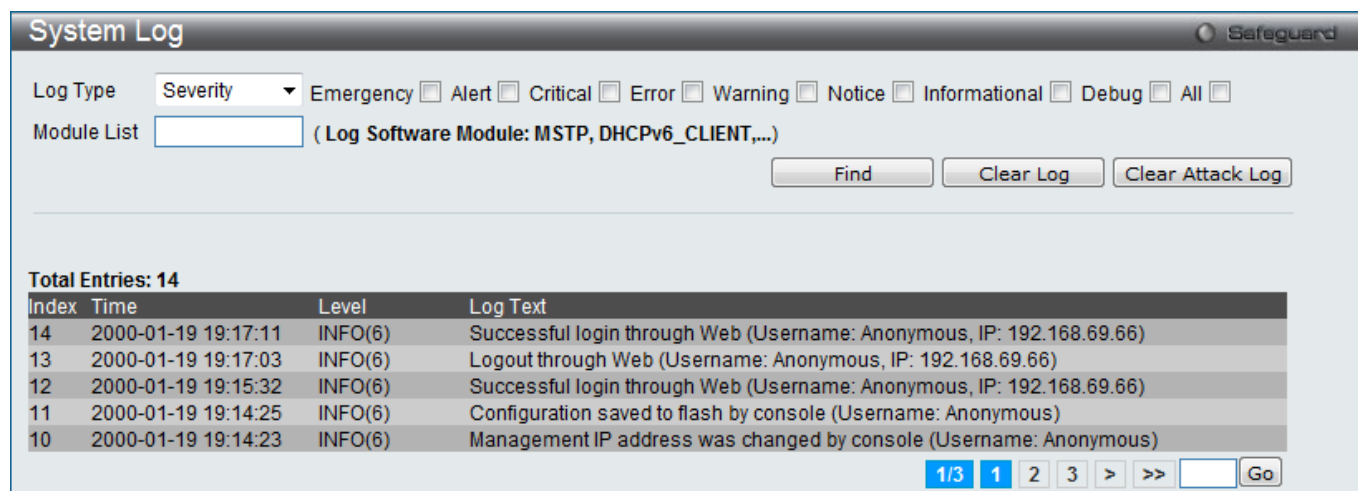 System Log Safeguard
Log Type Severity Emergency Alert Critical Error Warning Notice Informational Debug All
Module List ( Log Software Module: MSTP, DHCPv6_CLIENT,...)
Find Clear Log Clear Attack Log
Total Entries: 14
Index Time Level Log Text
14 2000-01-19 19:17:11 INFO(6) Successful login through Web (Username: Anonymous, IP: 192.168.69.66)
13 2000-01-19 19:17:03 INFO(6) Logout through Web (Username: Anonymous, IP: 192.168.69.66)
12 2000-01-19 19:15:32 INFO(6) Successful login through Web (Username: Anonymous, IP: 192.168.69.66)
11 2000-01-19 19:14:25 INFO(6) Configuration saved to flash by console (Username: Anonymous)
10 2000-01-19 19:14:23 INFO(6) Management IP address was changed by console (Username: Anonymous)
1/3 1 2 3 > >> Go